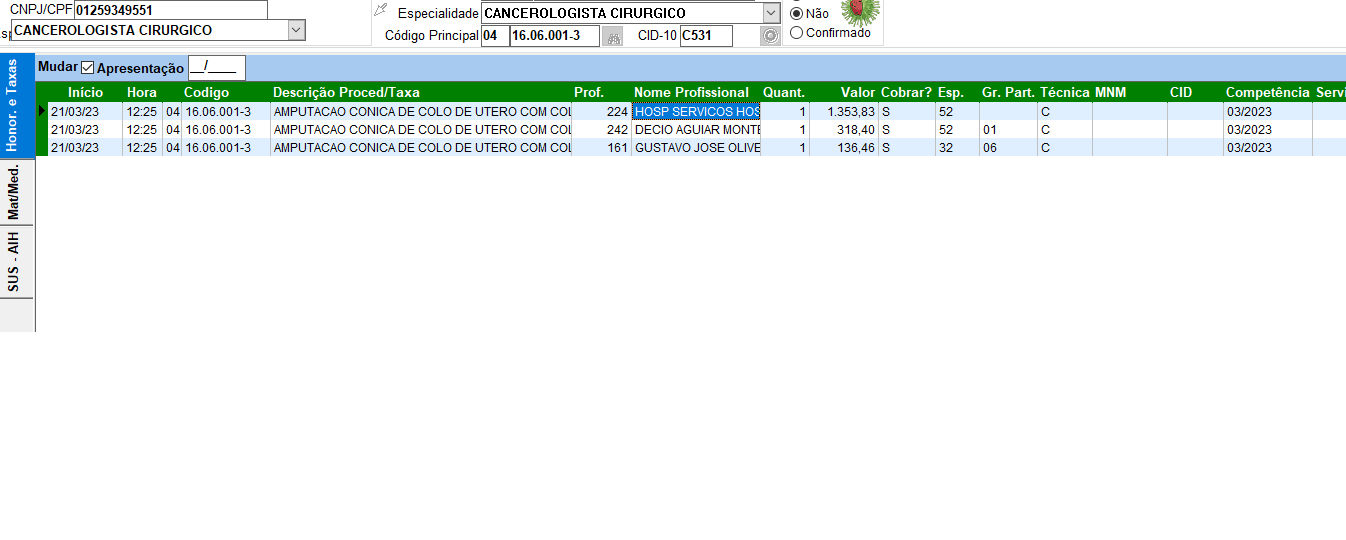 CNPJ/CPF 01259349551
Especialidade CANCEROLOGISTA CIRURGICO
Não
CANCEROLOGISTA CIRURGICO
Código Principal 04 16.06.001-3 CID-10 C531
Confirmado
Honor. e Taxas
Mat/Med.
SUS - AIH
Mudar Apresentação __/____
Início Hora Codigo Descrição Proced/Taxa Prof. Nome Profissional Quant. Valor Cobrar? Esp. Gr. Part. Técnica MNM CID Competência Servi
21/03/23 12:25 04 16.06.001-3 AMPUTACAO CONICA DE COLO DE UTERO COM COL 224 HOSP SERVICOS HOS 1 1.353,83 S 52 C 03/2023
21/03/23 12:25 04 16.06.001-3 AMPUTACAO CONICA DE COLO DE UTERO COM COL 242 DECIO AGUIAR MONTE 1 318,40 S 52 01 C 03/2023
21/03/23 12:25 04 16.06.001-3 AMPUTACAO CONICA DE COLO DE UTERO COM COL 161 GUSTAVO JOSE OLIVE 1 136,46 S 32 06 C 03/2023